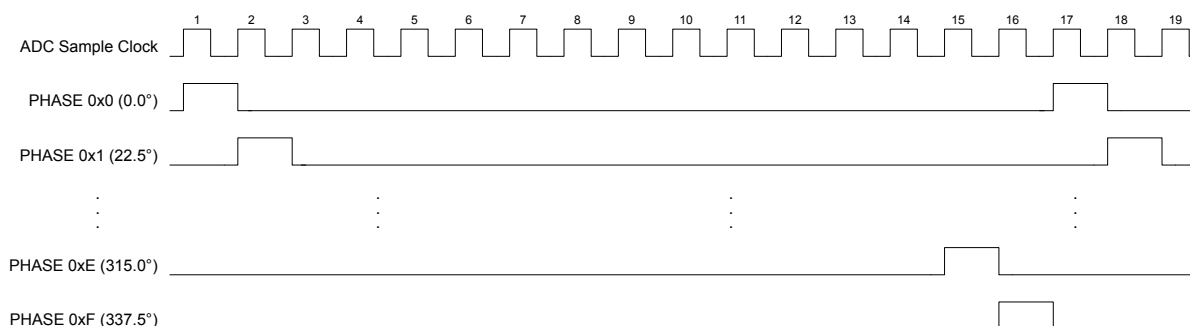 1 2 3 4 5 6 7 8 9 10 11 12 13 14 15 16 17 18 19
ADC Sample Clock
PHASE 0x0 (0.0°)
PHASE 0x1 (22.5°)
PHASE 0xE (315.0°)
PHASE 0xF (337.5°)